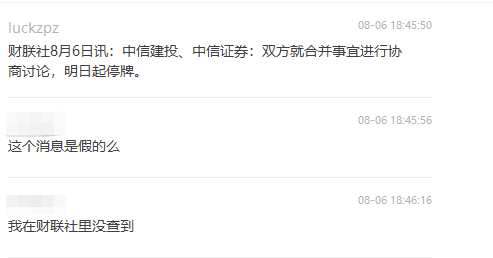 luckzpz
08-06 18:45:50
财朕社8月6日讯：中信建投、中信证券：双方就合并事宜进行协
商讨论，明日起停牌。
08-06 18:45:56
这个消息是假的么
08-06 18:46:16
我在财联社里没查到